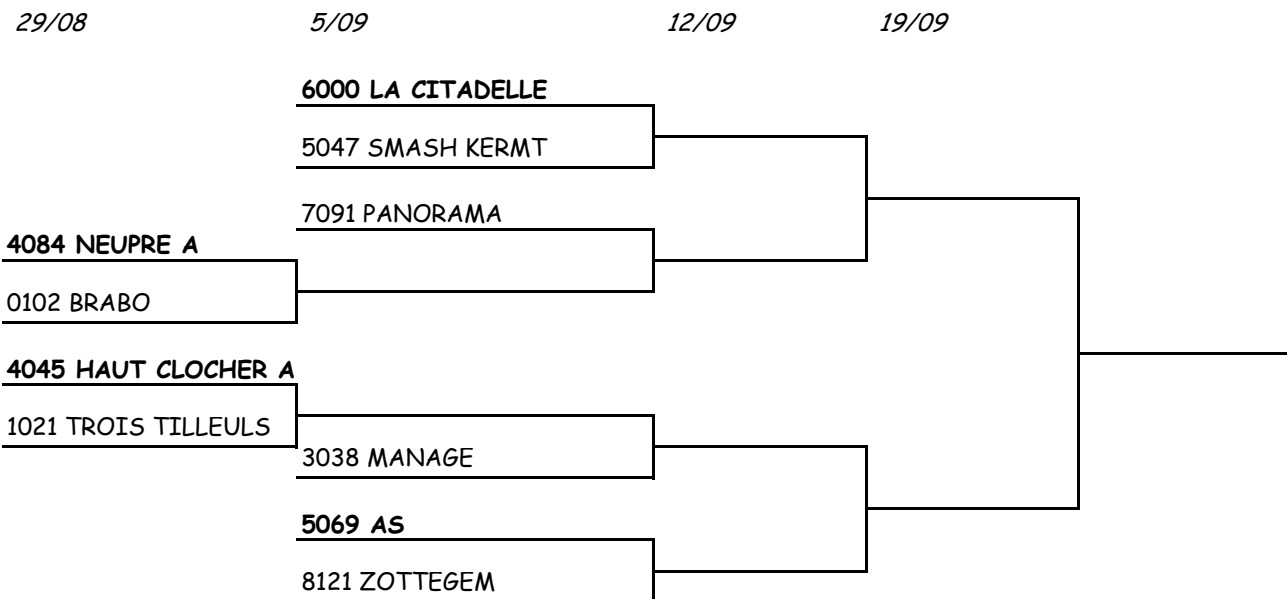 29/08 5/09 12/09 19/09
6000 LA CITADELLE
5047 SMASH KERMT
7091 PANORAMA
4084 NEUPRE A
0102 BRABO
4045 HAUT CLOCHER A
1021 TROIS TILLEULS
3038 MANAGE
5069 AS
8121 ZOTTEGEM